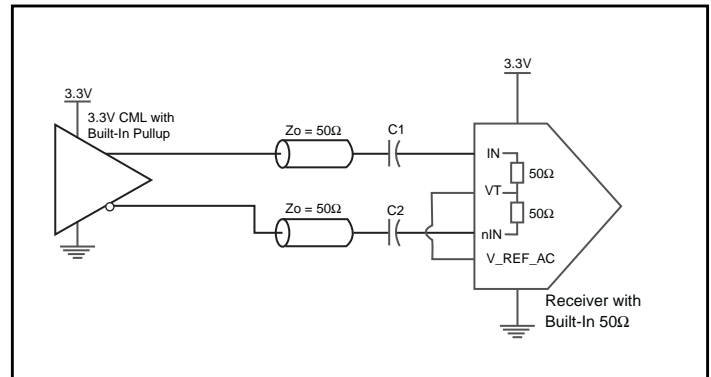 3.3V
3.3V
3.3V CML with
Built-In Pullup
Zo = 50Ω
C1
IN
50Ω
VT
Zo = 50Ω
C2
50Ω
nIN
V_REF_AC
Receiver with
Built-In 50Ω